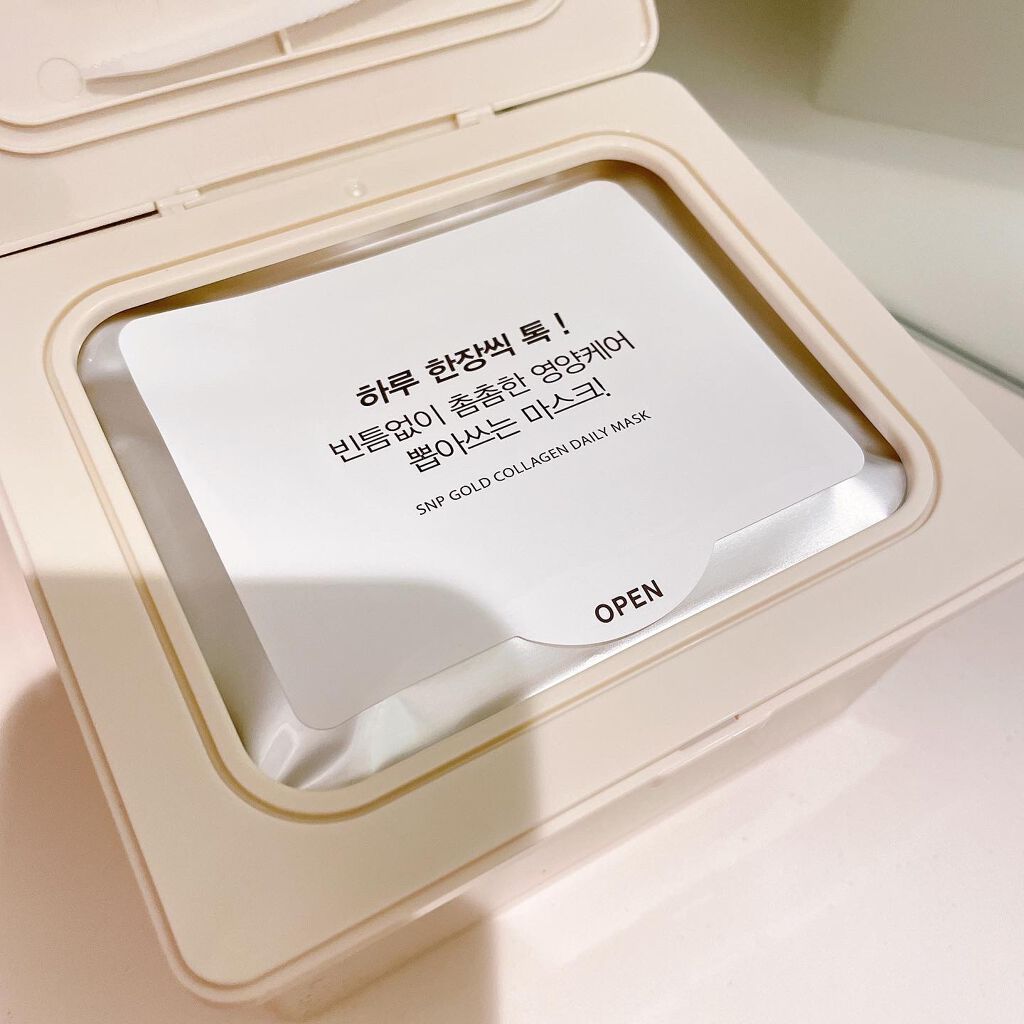 하루 한장씩 톡 !
빈틈없이 촘촘한 영양케어
뽑아쓰는 마스크!
SNP GOLD COLLAGEN DAILY MASK
OPEN